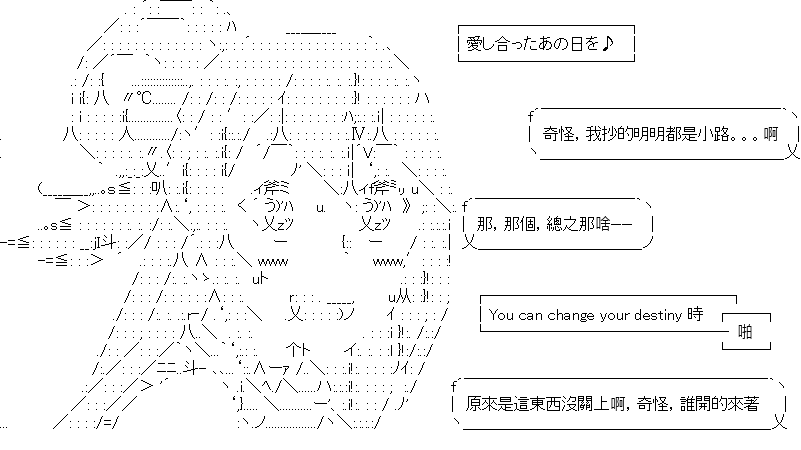 愛し合ったあの日を♪
奇怪，我抄的明明都是小路。。。啊
那，那個，總之那啥——
You can change your destiny 時
啪
原來是這東西沒關上啊，奇怪，誰開的來著